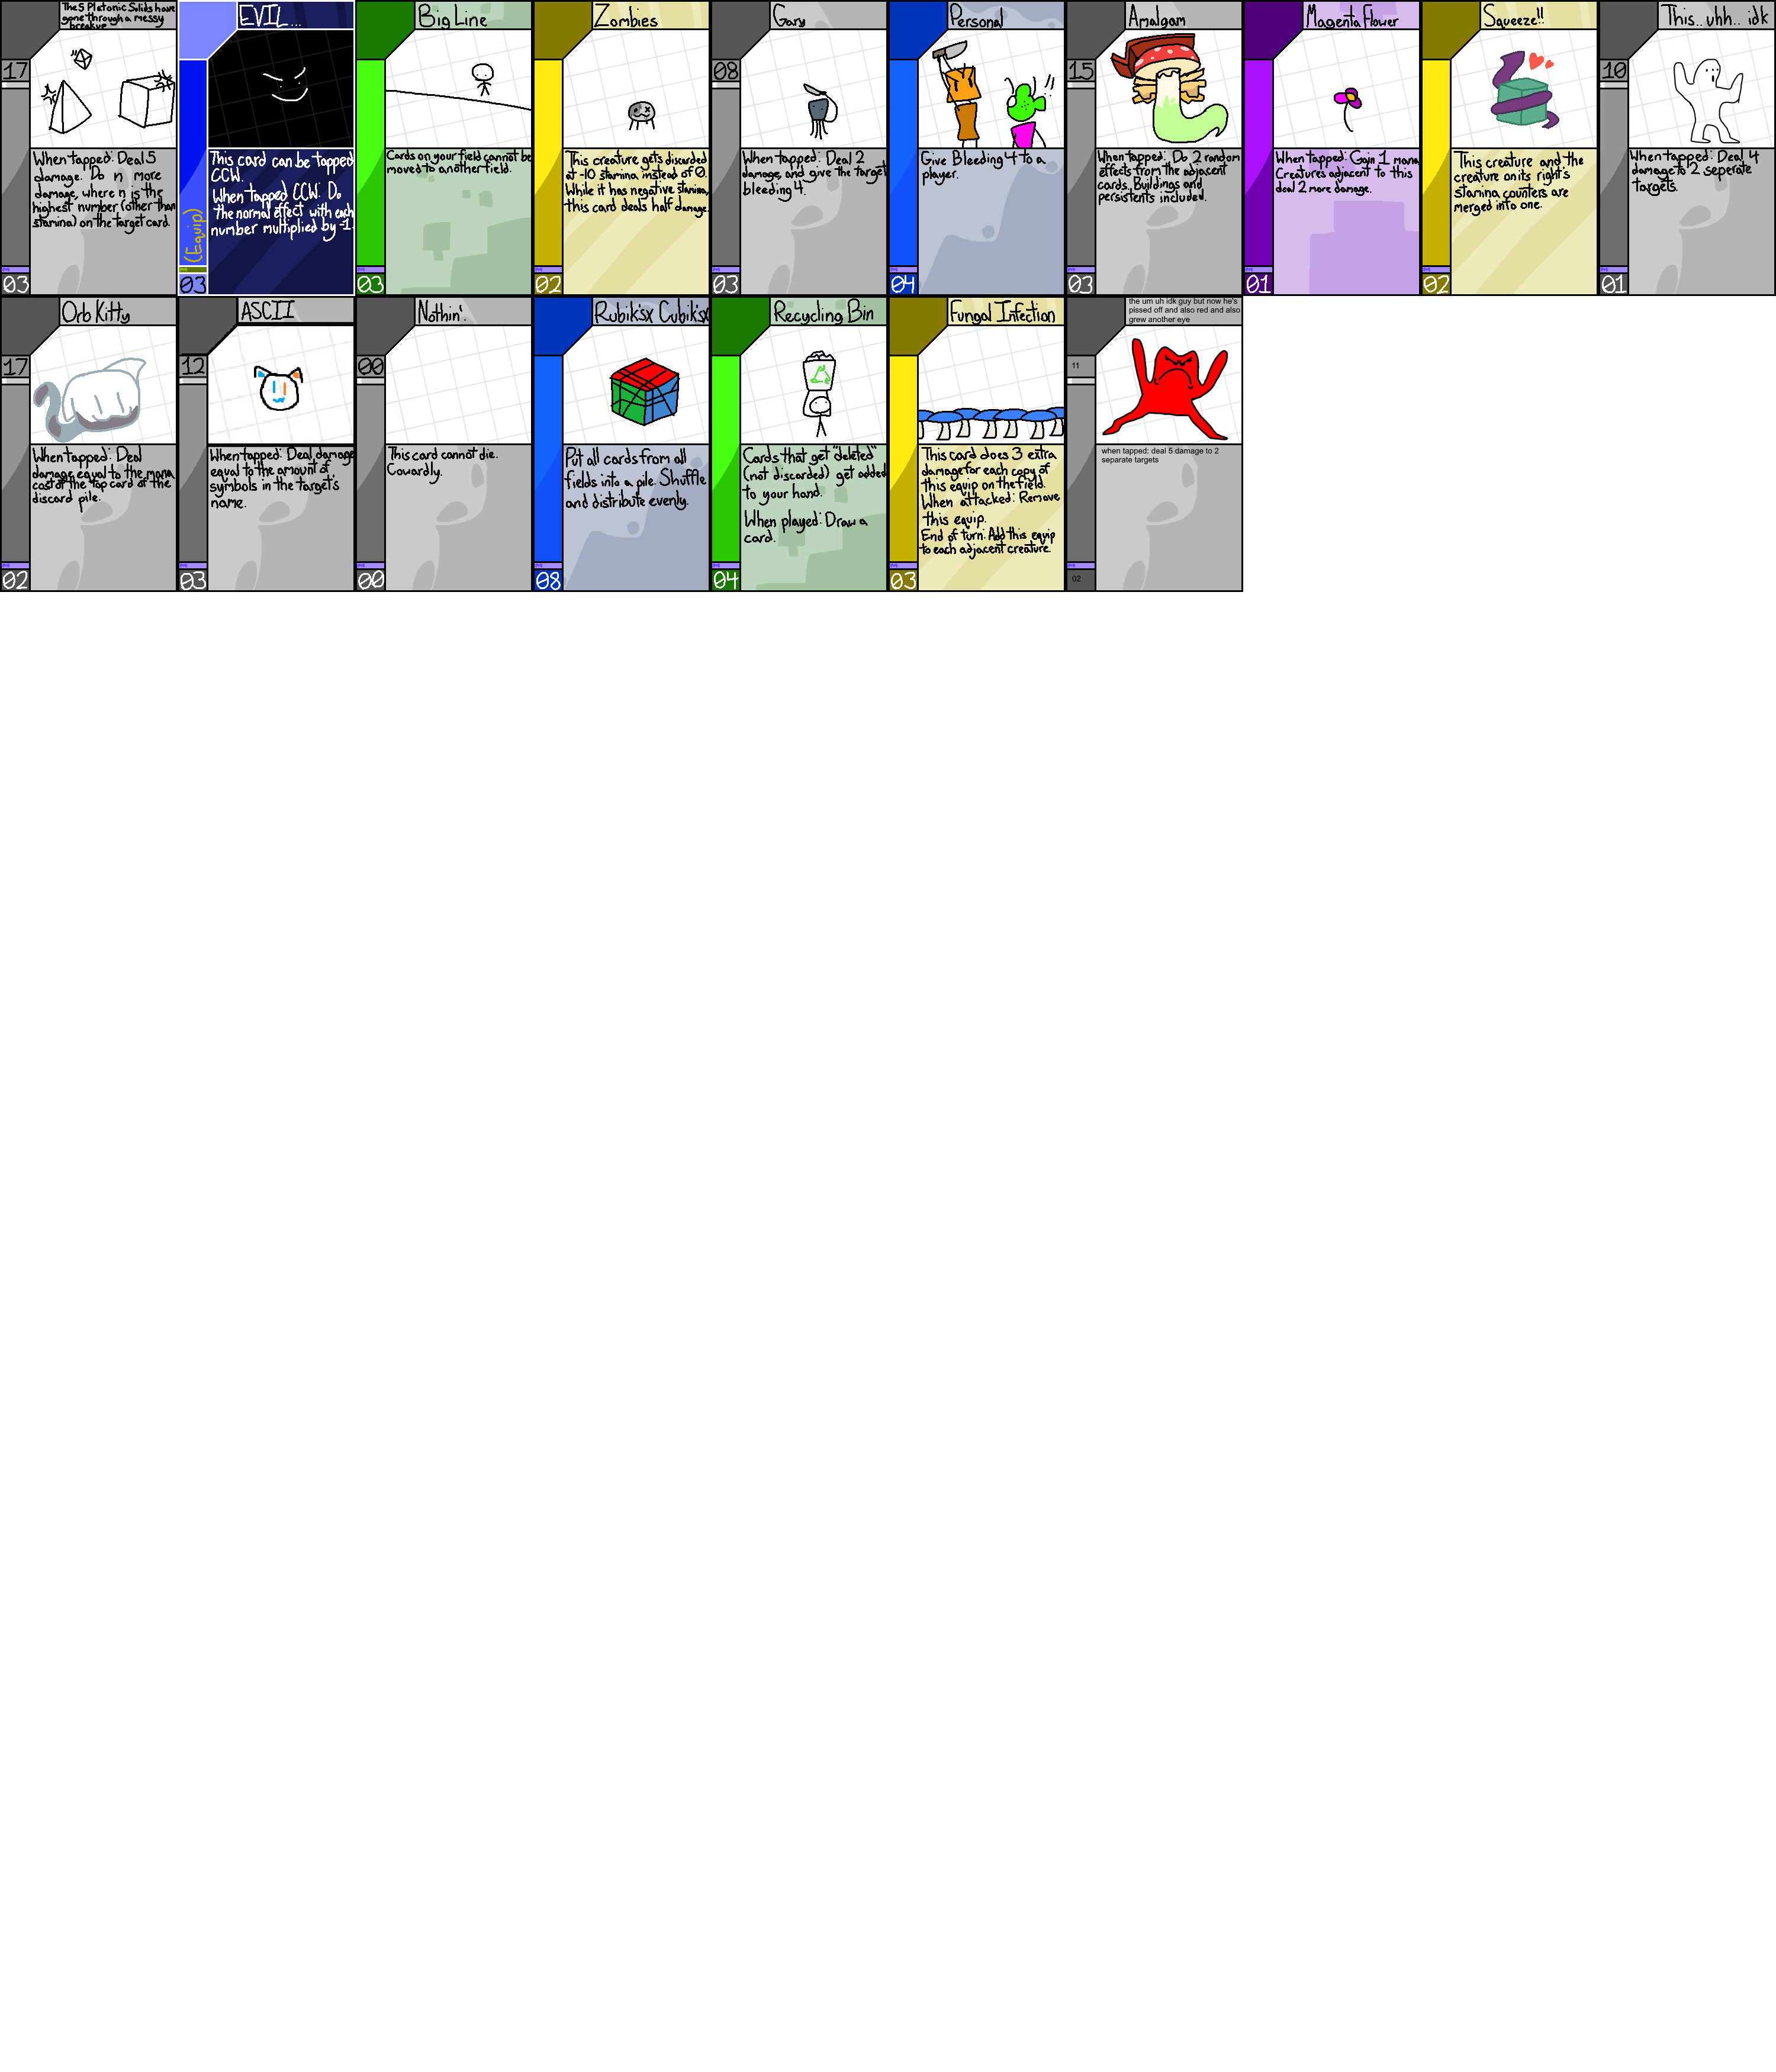 The 5 Platonic Solids have
gone through a messy
breakup
17
When tapped: Deal 5
damage. Do n more
damage, where n is the
highest number (other than
stamina) on the target card.
03
EVIL...
This card can be tapped
CCW.
When tapped CCW: Do
the normal effect with each
number multiplied by -1.
(Equip)
03
Big Line
Cards on your field cannot be
moved to another field.
03
Zombies
This creature gets discarded
at -10 stamina instead of 0.
While it has negative stamina,
this card deals half damage.
02
Gary
08
When tapped: Deal 2
damage, and give the target
bleeding 4.
03
Personal
Give Bleeding 4 to a
player.
04
Amalgam
15
When tapped: Do 2 random
effects from the adjacent
cards. Buildings and
persistents included.
03
Magenta Flower
When tapped: Gain 1 mana
Creatures adjacent to this
deal 2 more damage.
01
Squeeze!!
This creature and the
creature on its right's
stamina counters are
merged into one.
02
This.. uhh... idk
10
When tapped: Deal 4
damage to 2 seperate
targets.
01
Orb Kitty
17
When tapped: Deal
damage equal to the mana
cost of the top card of the
discard pile.
02
ASCII
12
When tapped: Deal damage
equal to the amount of
symbols in the target's
name.
03
Nothin'.
00
This card cannot die.
Cowardly.
00
Rubik'sx Cubik'sx
Put all cards from all
fields into a pile. Shuffle
and distribute evenly.
08
Recycling Bin
Cards that get "deleted"
(not discarded) get added
to your hand.
When played: Draw a
card.
04
Fungal Infection
This card does 3 extra
damage for each copy of
this equip on the field.
When attacked: Remove
this equip.
End of turn: Add this equip
to each adjacent creature.
03
the um uh idk guy but now he's
pissed off and also red and also
grew another eye
11
when tapped: deal 5 damage to 2
separate targets
02